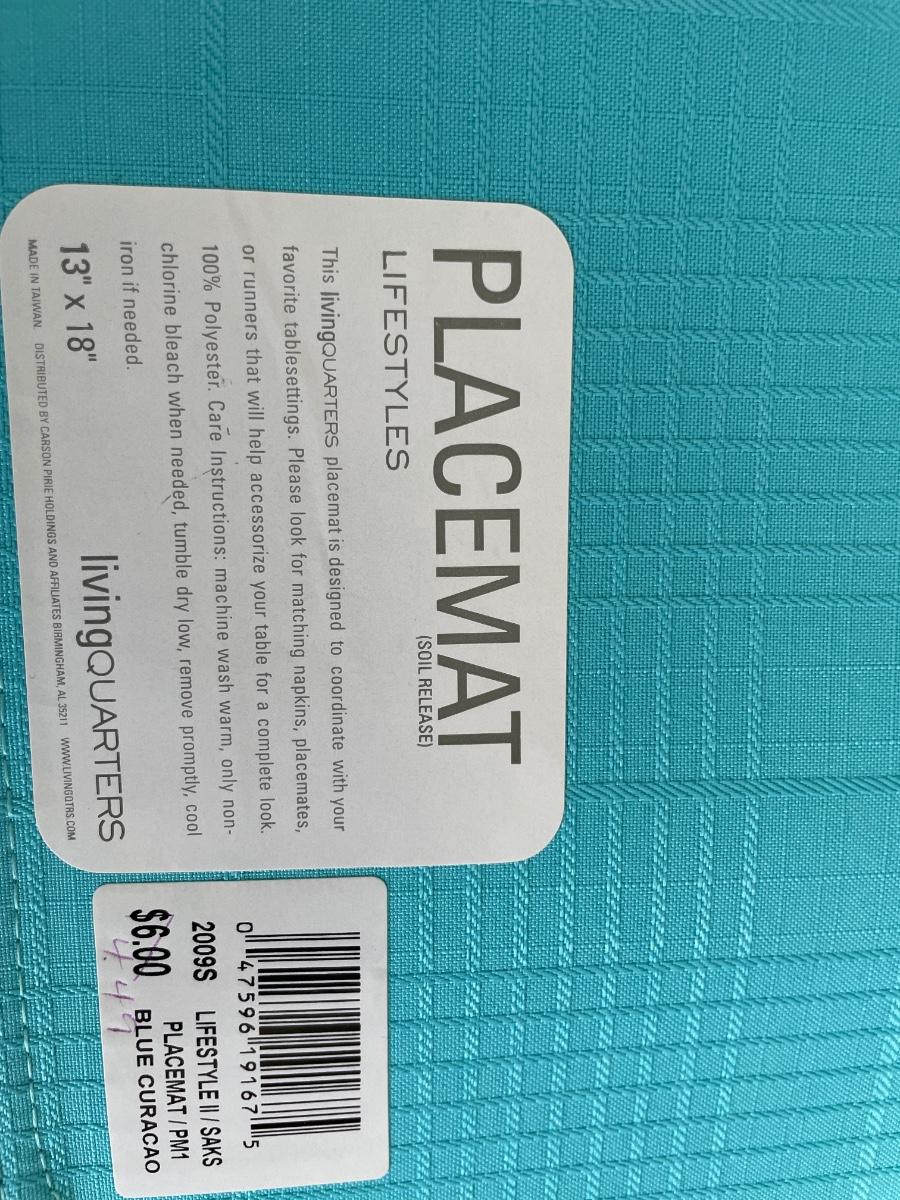 PLACEMAT
LIFESTYLES
(SOIL RELEASE)
This livingQUARTERS placemat is designed to coordinate with your
favorite tablesettings. Please look for matching napkins, placemates,
or runners that will help accessorize your table for a complete look.
100% Polyester. Care Instructions: machine wash warm, only non-
chlorine bleach when needed, tumble dry low, remove promptly, cool
iron if needed.
13" x 18"
livingQUARTERS
MADE IN TAIWAN. DISTRIBUTED BY CARSON PIRIE HOLDINGS AND AFFILIATES BIRMINGHAM, AL 35211 WWW.LIVINGQTRS.COM
0 47596 19167 5
2009S LIFESTYLE II / SAKS
PLACEMAT / PM1
$6.00 BLUE CURACAO
4.49